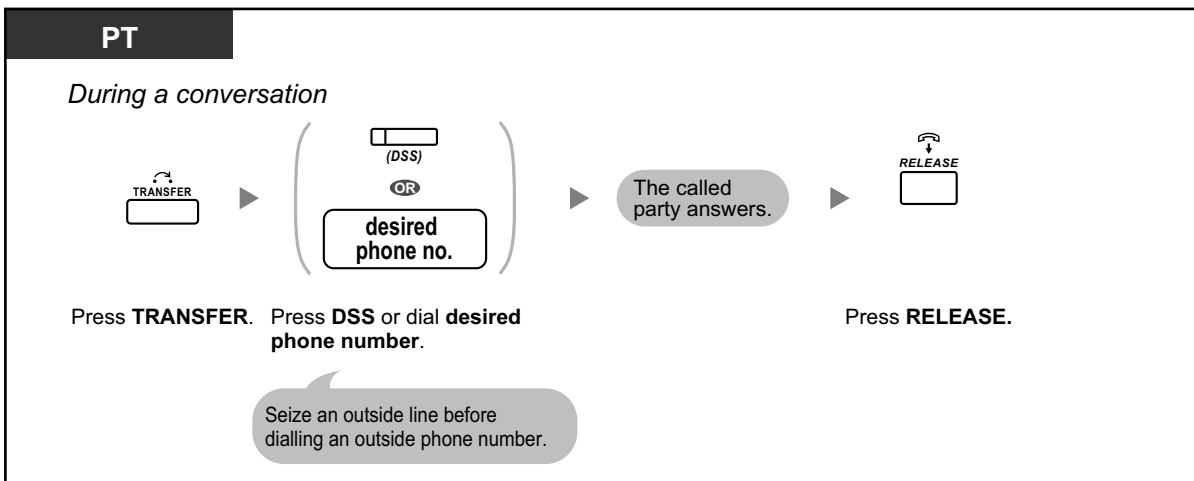 PT
During a conversation
TRANSFER
(DSS)
OR
desired
phone no.
The called
party answers.
RELEASE
Press TRANSFER.
Press DSS or dial desired
phone number.
Press RELEASE.
Seize an outside line before
dialling an outside phone number.